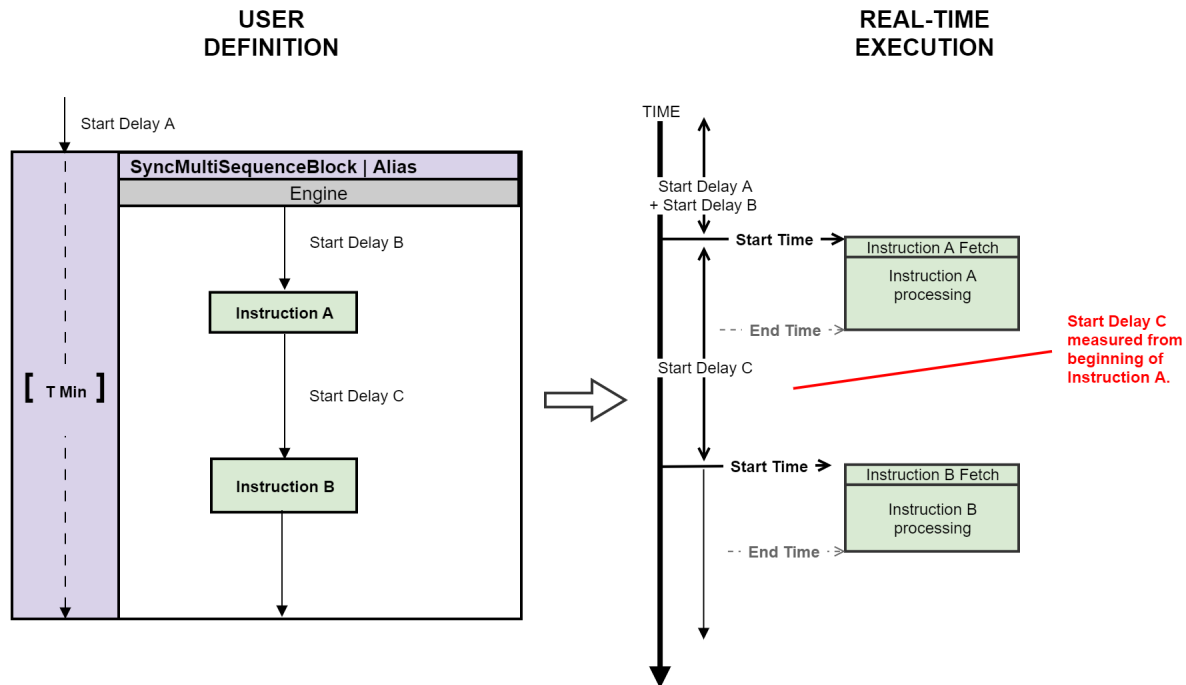 USER
DEFINITION
Start Delay A
SyncMultiSequenceBlock | Alias
Engine
Start Delay B
Instruction A
[ T Min ]
Start Delay C
Instruction B
REAL-TIME
EXECUTION
TIME
Start Delay A
+ Start Delay B
Start Time
Instruction A Fetch
Instruction A
processing
End Time
Start Delay C
Start Delay C
measured from
beginning of
Instruction A.
Start Time
Instruction B Fetch
Instruction B
processing
End Time